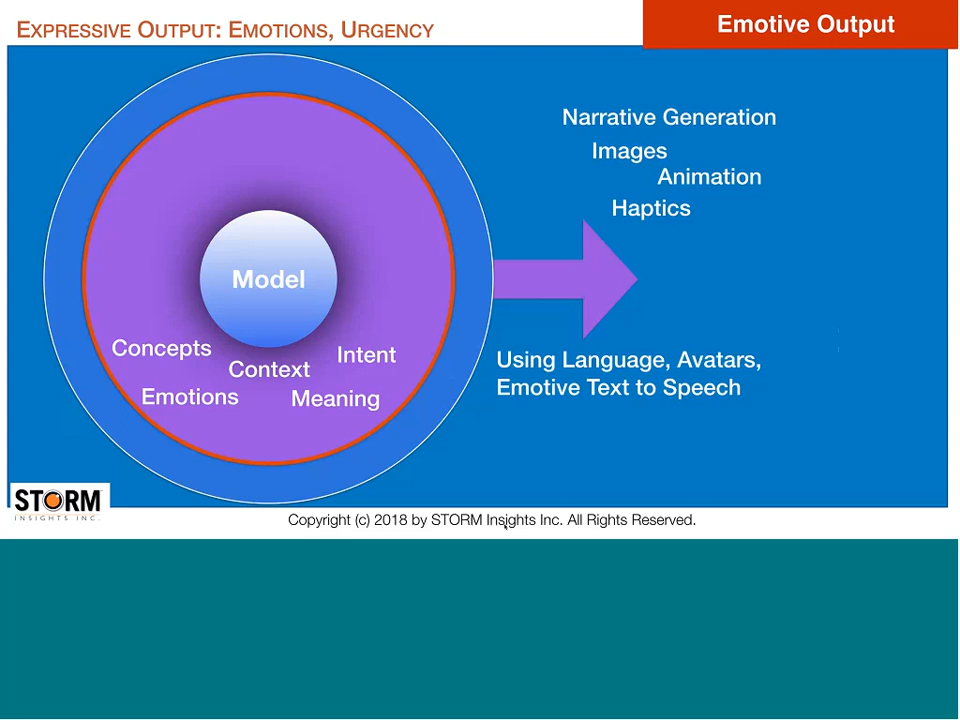 EXPRESSIVE OUTPUT: EMOTIONS, URGENCY
Emotive Output
Narrative Generation
Images
Animation
Haptics
Model
Concepts
Context
Intent
Emotions
Meaning
Using Language, Avatars,
Emotive Text to Speech
STORM
INSIGHTS INC.
Copyright (c) 2018 by STORM Insights Inc. All Rights Reserved.